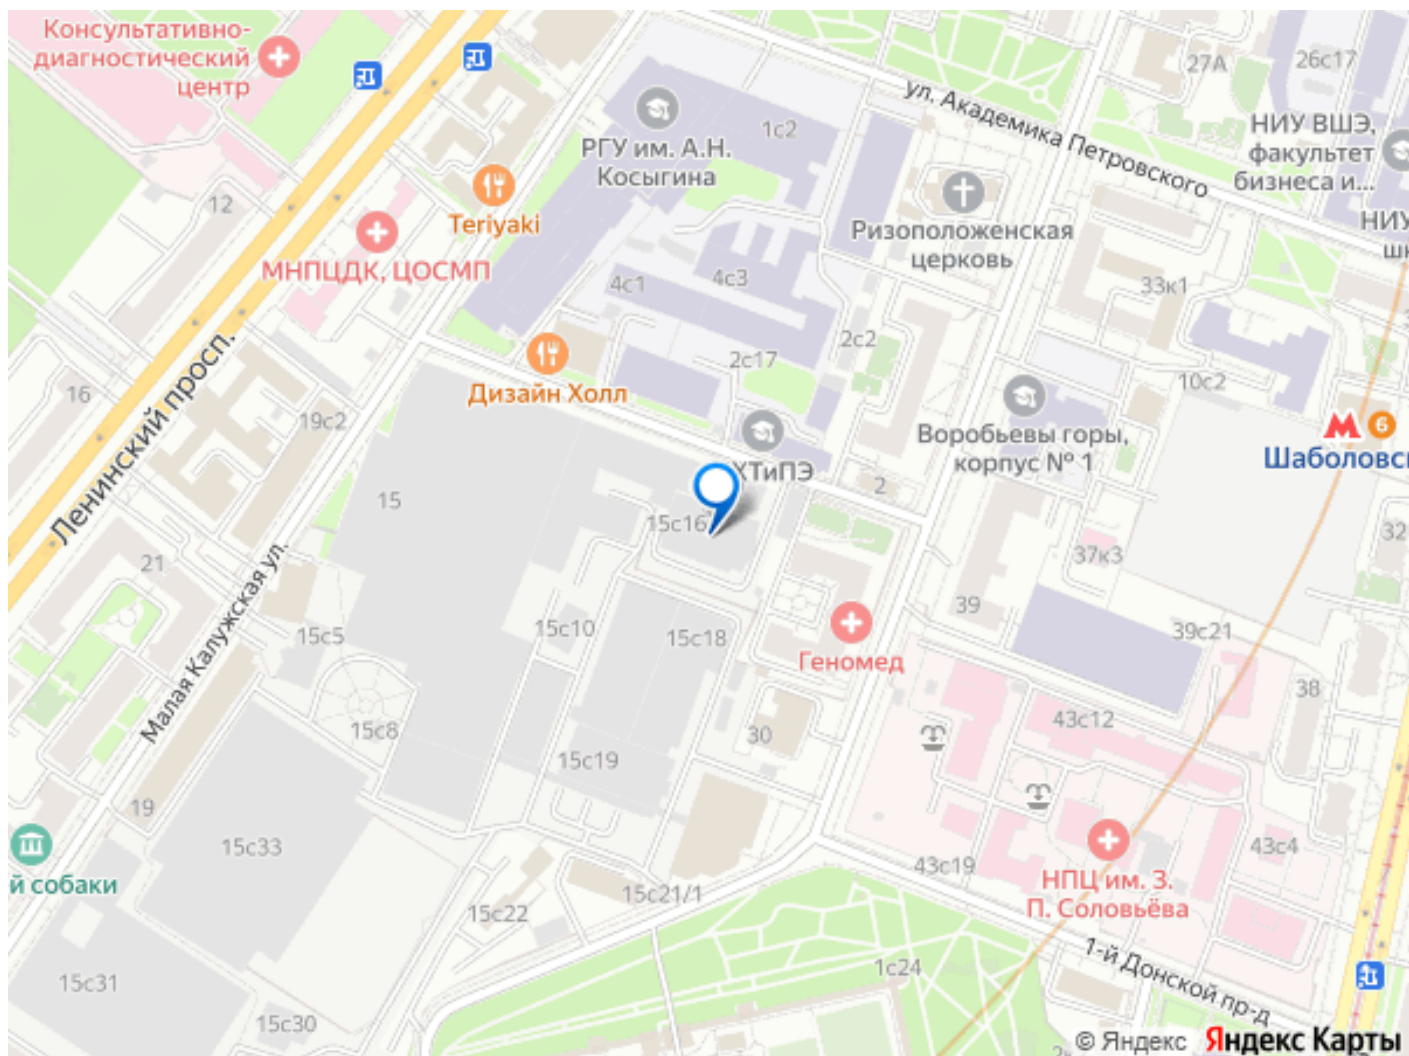 Консультативно-
диагностический
центр
27А
26с17
ул. Академика Петровского
1с2
НИУ ВШЭ,
факультет
бизнеса и...
РГУ им. А.Н.
Косыгина
12
Teriyaki
Ризоположенская
церковь
НИУ
МНПЦДК, ЦОСМП
4с1
4с3
33к1
Ленинский просп.
2с2
2с17
10с2
16
Дизайн Холл
19с2
Воробьевы горы,
корпус № 1
6
ХТиПЭ
15
2
15с16
32
21
37к3
Малая Калужская ул.
39
15с5
15с10
15с18
39с21
Геномед
38
15с8
43с12
30
15с19
19
15с33
43с19
43с4
НПЦ им. З.
П. Соловьёва
й собаки
15с21/1
15с22
1-й Донской пр-д
1с24
15с31
15с30
© Яндекс Яндекс Карты